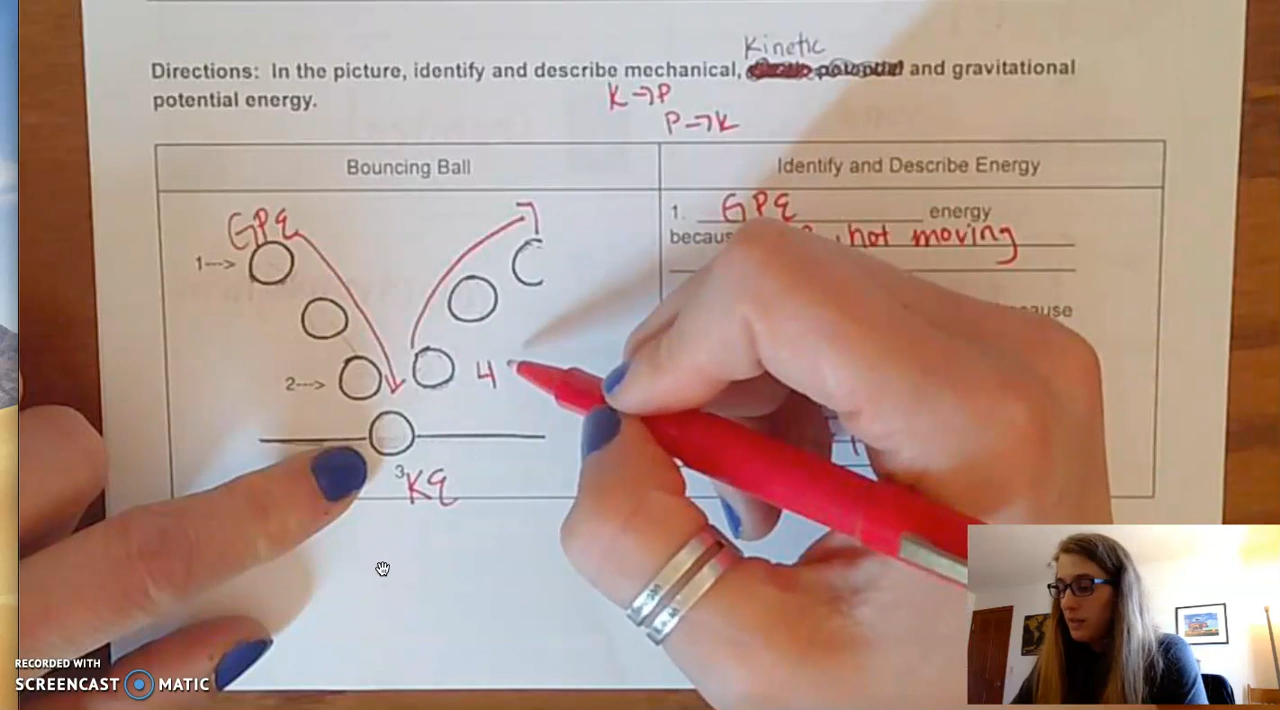 Kinetic
Directions: In the picture, identify and describe mechanical, and gravitational
potential energy.
K→P
P→K
Bouncing Ball
Identify and Describe Energy
GPE
1--->
2--->
3
KE
4
1. GPE energy
not moving
RECORDED WITH
SCREENCAST MATIC